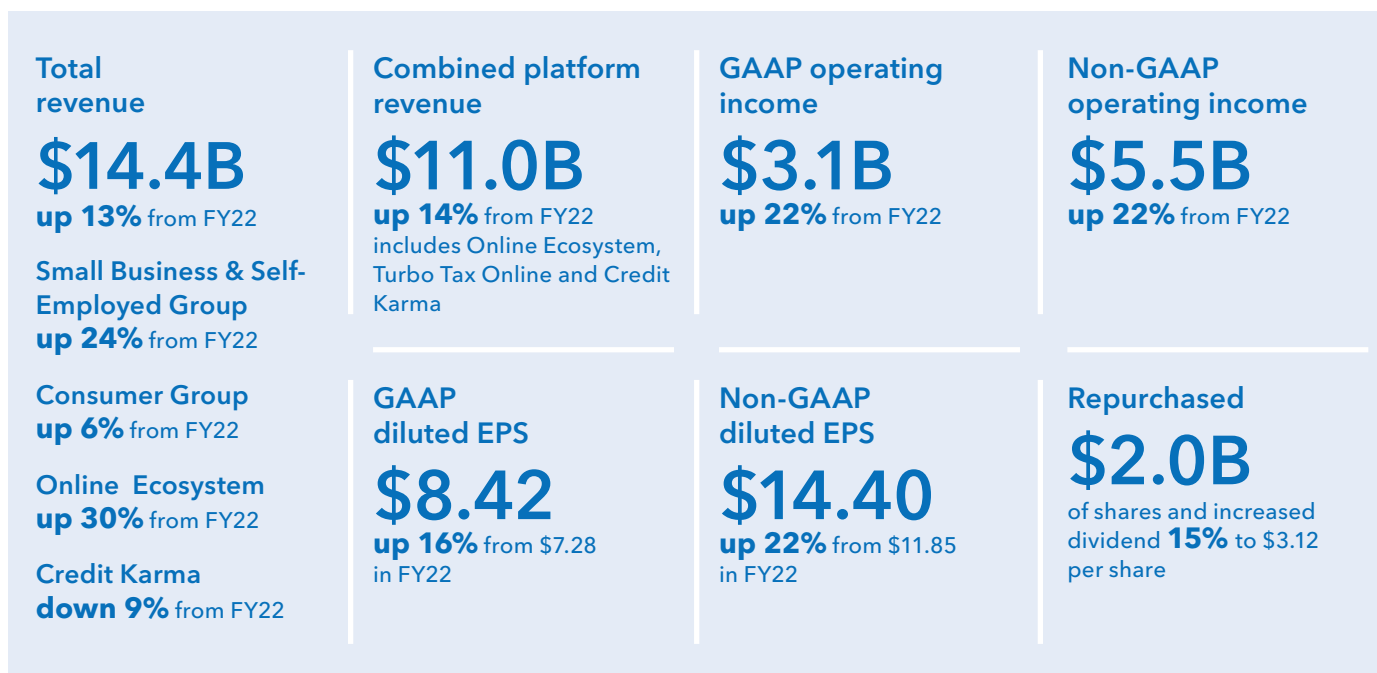 Total
revenue
$14.4B
up 13% from FY22
Small Business & Self-
Employed Group
up 24% from FY22
Consumer Group
up 6% from FY22
Online Ecosystem
up 30% from FY22
Credit Karma
down 9% from FY22
Combined platform
revenue
$11.0B
up 14% from FY22
includes Online Ecosystem,
Turbo Tax Online and Credit
Karma
GAAP operating
income
$3.1B
up 22% from FY22
Non-GAAP
operating income
$5.5B
up 22% from FY22
GAAP
diluted EPS
$8.42
up 16% from $7.28
in FY22
Non-GAAP
diluted EPS
$14.40
up 22% from $11.85
in FY22
Repurchased
$2.0B
of shares and increased
dividend 15% to $3.12
per share